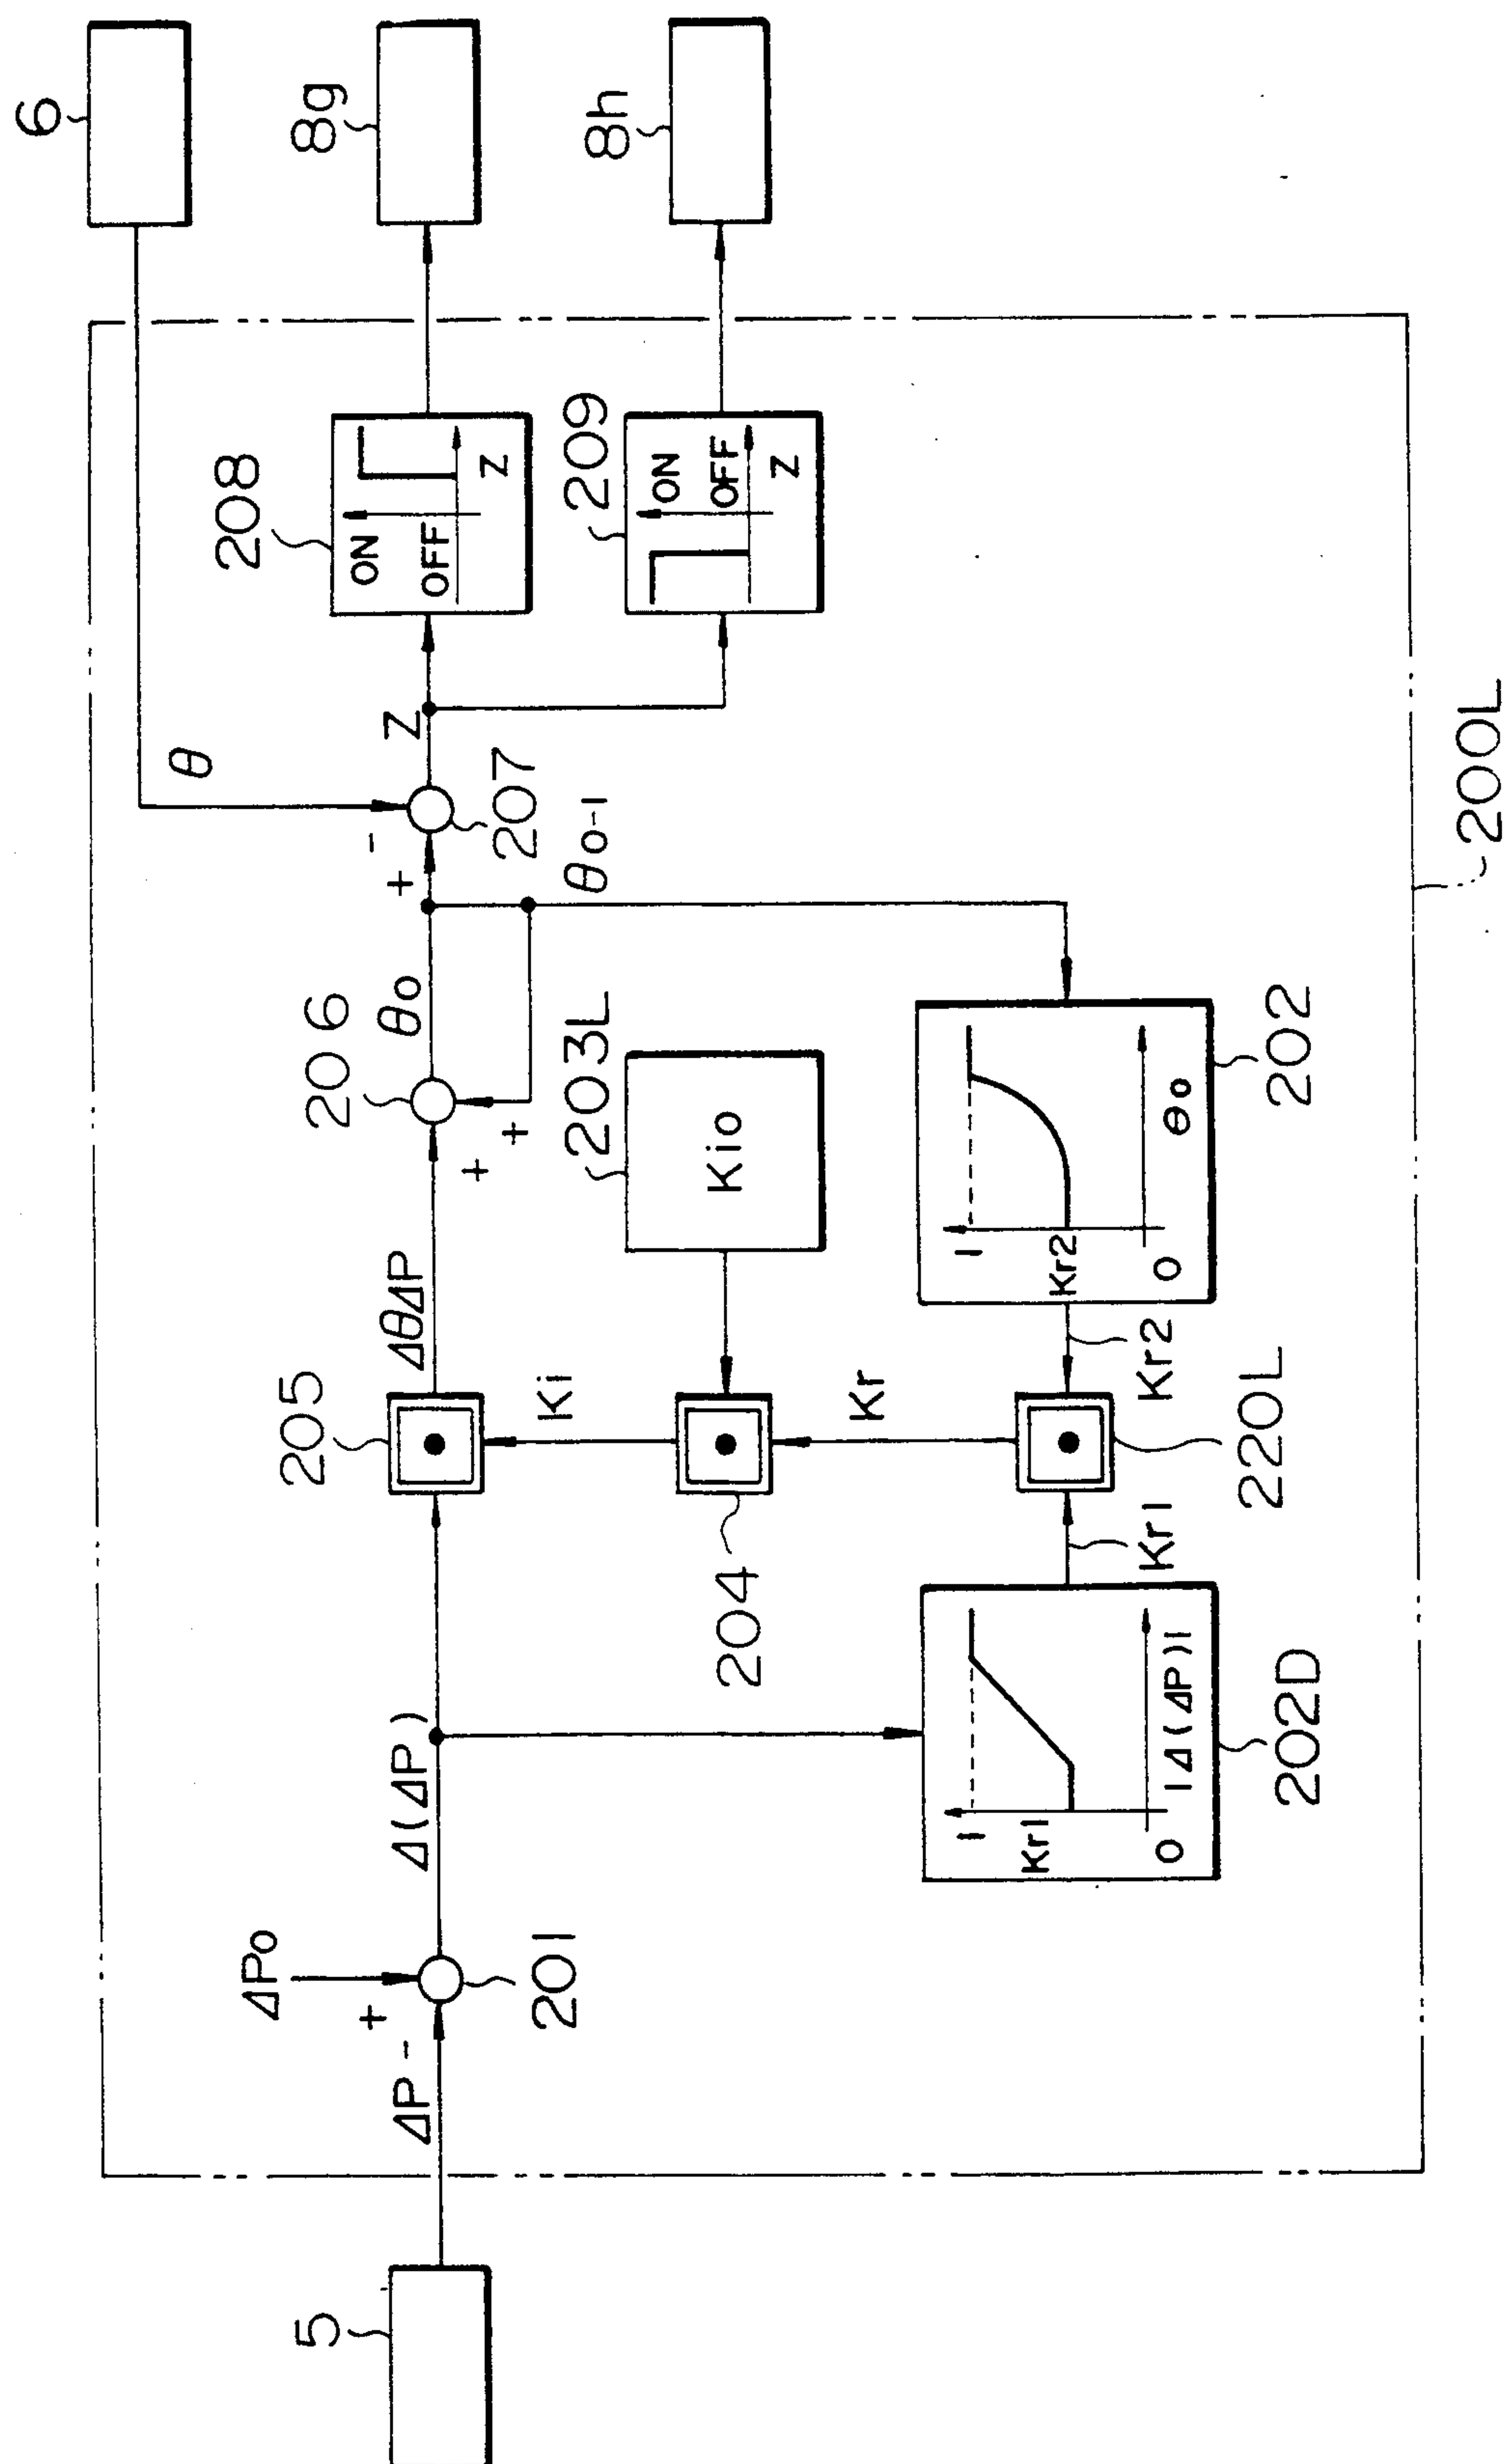 6
8g
8h
θ
208
ON
OFF
Z
209
ON
OFF
Z
Z
207
+
-
θo
θo-1
206
+
+
203L
Kio
ΔθΔP
205
Ki
204
Kr
220L
Kr1
Kr2
202
1
Kr2
0
θo
202D
1
Kr1
0
|Δ(ΔP)|
Δ(ΔP)
ΔPo
+
201
ΔP
-
5
200L